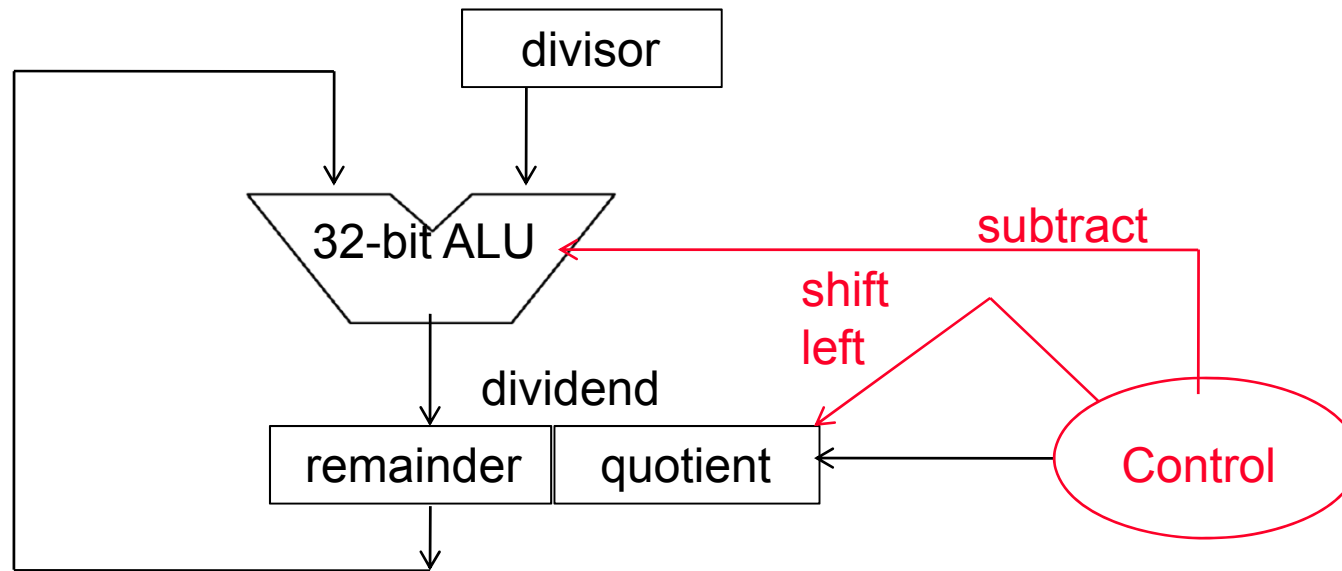 divisor
32-bit ALU
subtract
shift
left
dividend
remainder
quotient
Control